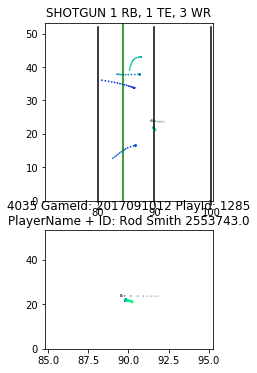 SHOTGUN 1 RB, 1 TE, 3 WR
50
40
30
20
10
0
80 90 100
4035 GameId: 2017091012 PlayId: 1285
PlayerName + ID: Rod Smith 2553743.0
40
20
0
85.0 87.5 90.0 92.5 95.0